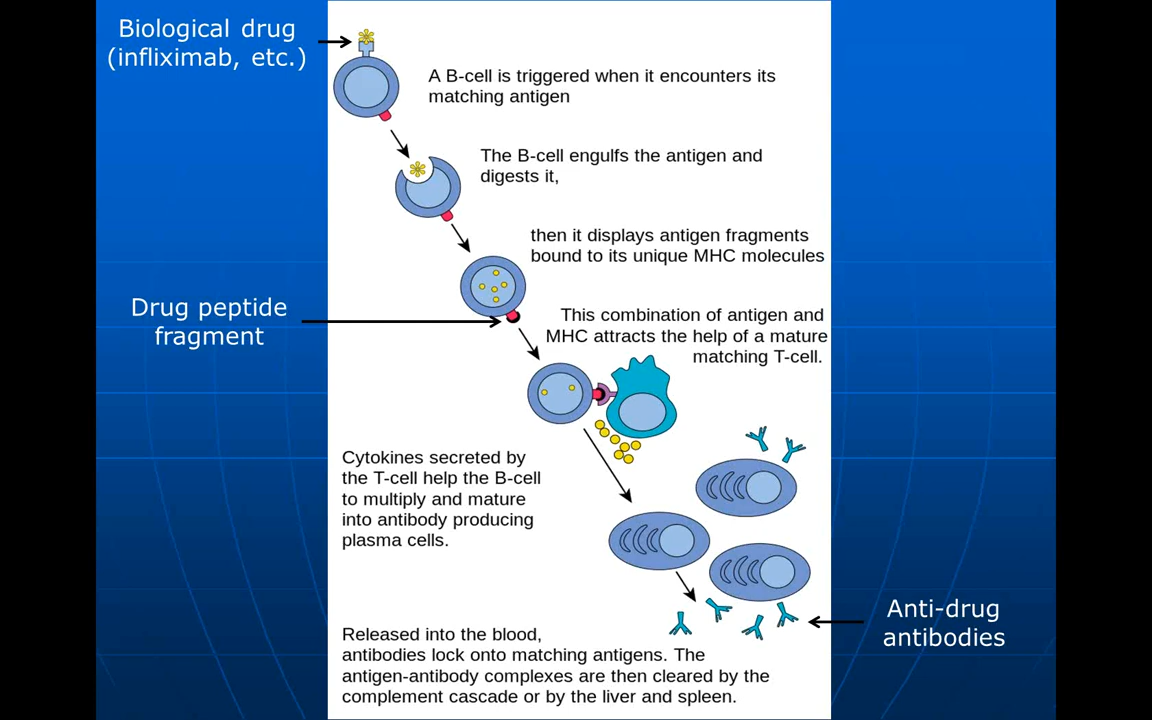 Biological drug
(infliximab, etc.)
A B-cell is triggered when it encounters its
matching antigen
The B-cell engulfs the antigen and
digests it,
then it displays antigen fragments
bound to its unique MHC molecules
Drug peptide
fragment
This combination of antigen and
MHC attracts the help of a mature
matching T-cell.
Cytokines secreted by
the T-cell help the B-cell
to multiply and mature
into antibody producing
plasma cells.
Anti-drug
antibodies
Released into the blood,
antibodies lock onto matching antigens. The
antigen-antibody complexes are then cleared by the
complement cascade or by the liver and spleen.